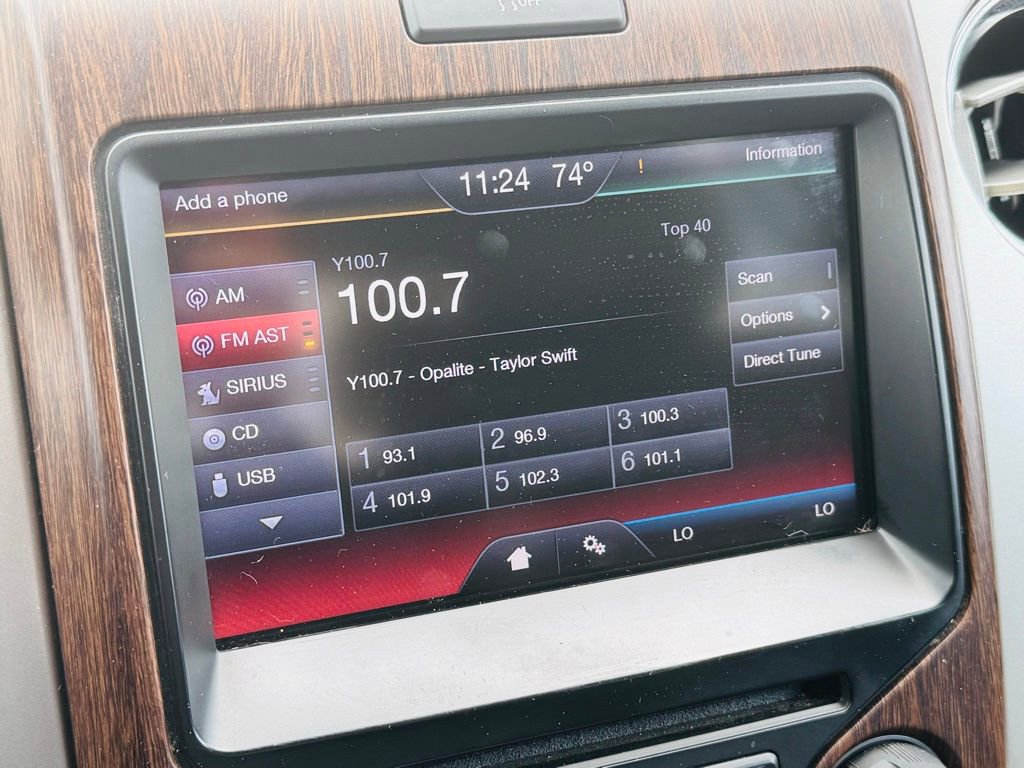 OFF
Add a phone
11:24 74°
!
Information
Y100.7
Top 40
100.7
AM
FM AST
SIRIUS
CD
USB
Scan
Options
Direct Tune
Y100.7 - Opalite - Taylor Swift
1 93.1
2 96.9
3 100.3
4 101.9
5 102.3
6 101.1
LO
LO